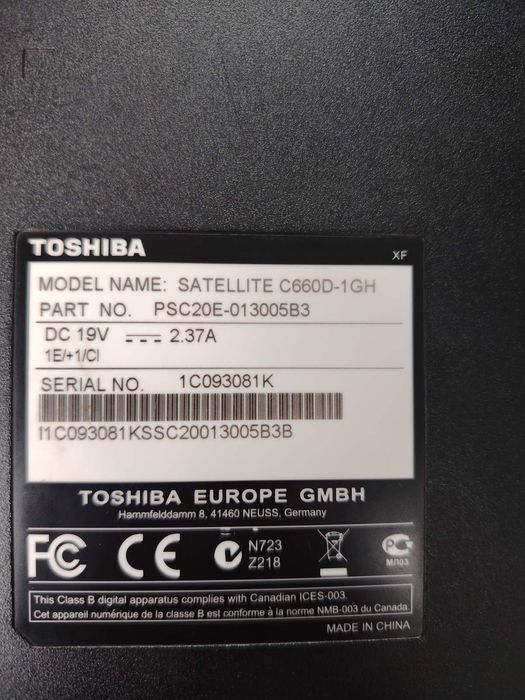 TOSHIBA
XF
MODEL NAME: SATELLITE C660D-1GH
PART NO. PSC20E-013005B3
DC 19V 2.37A
1E/+1/CI
SERIAL NO. 1C093081K
I1C093081KSSC20013005B3B
TOSHIBA EUROPE GMBH
Hammfelddamm 8, 41460 NEUSS, Germany
FC CE N723
Z218
РС
МЛ03
This Class B digital apparatus complies with Canadian ICES-003.
Cet appareil numérique de la classe B est conforme à la norme NMB-003 du Canada.
MADE IN CHINA